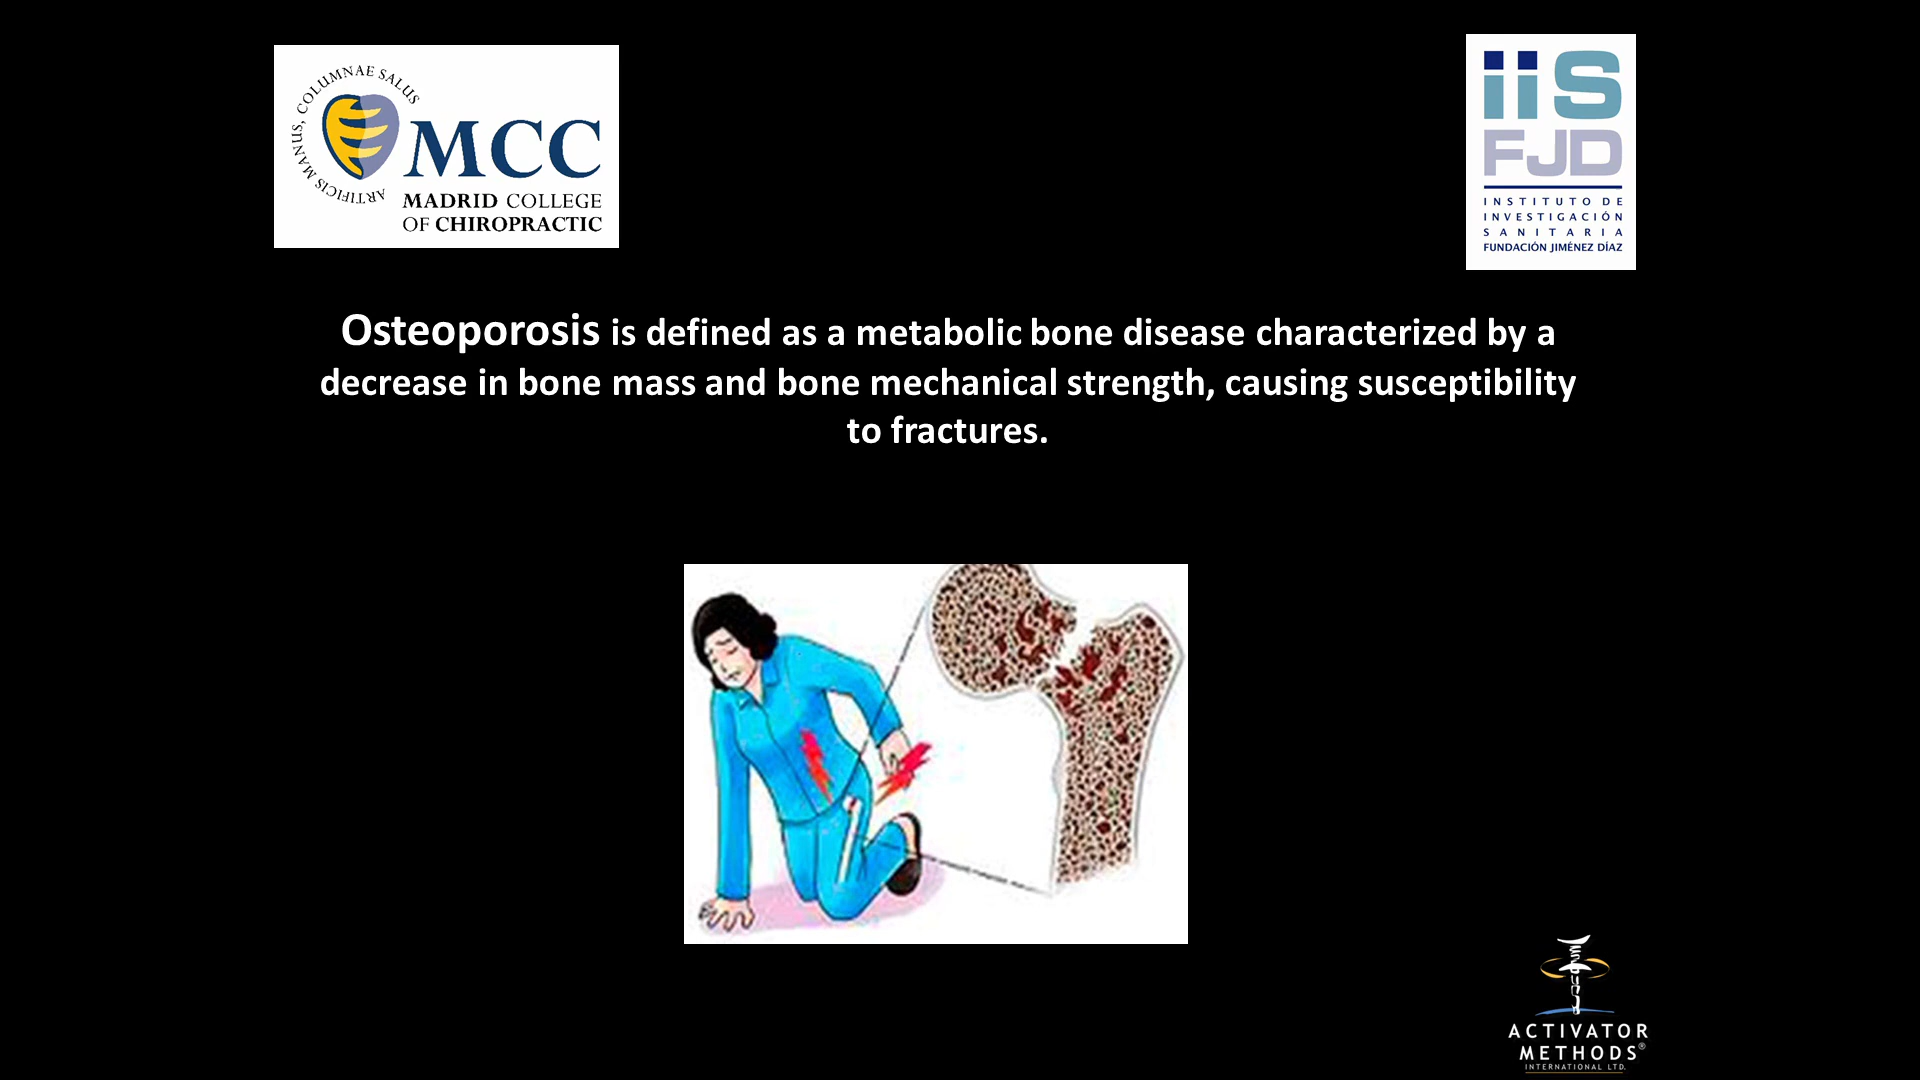 ARTIFICIS MANUS, COLUMNAE SALUS
MCC
MADRID COLLEGE
OF CHIROPRACTIC
iiS
FJD
INSTITUTO DE
INVESTIGACIÓN
SANITARIA
FUNDACIÓN JIMÉNEZ DÍAZ
Osteoporosis is defined as a metabolic bone disease characterized by a
decrease in bone mass and bone mechanical strength, causing susceptibility
to fractures.
ACTIVATOR
METHODS®
INTERNATIONAL LTD.